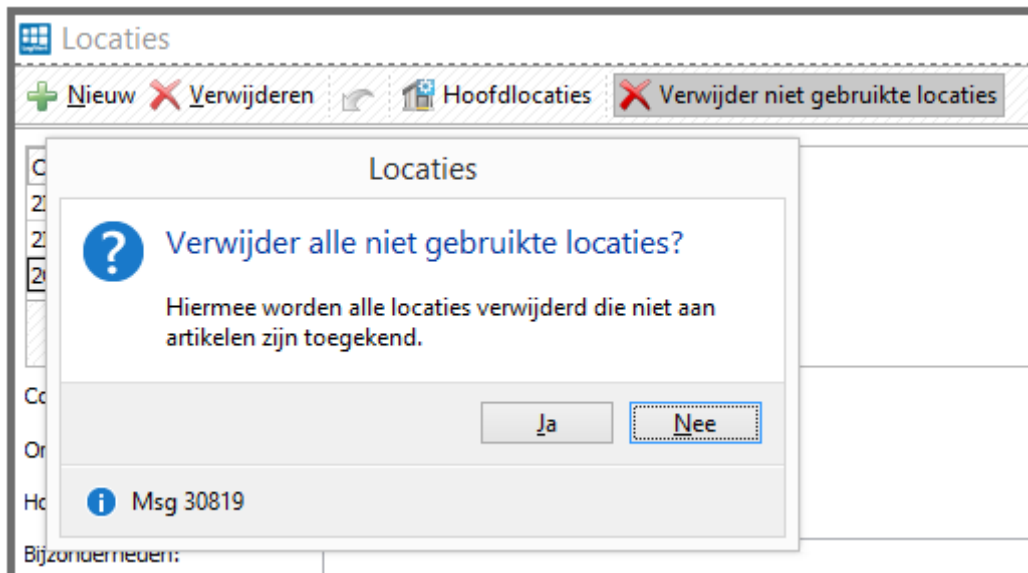 Locaties
Nieuw Verwijderen Hoofdlocaties Verwijder niet gebruikte locaties
Locaties
Verwijder alle niet gebruikte locaties?
Hiermee worden alle locaties verwijderd die niet aan
artikelen zijn toegekend.
Ja Nee
Msg 30819
Bijzonderheden: